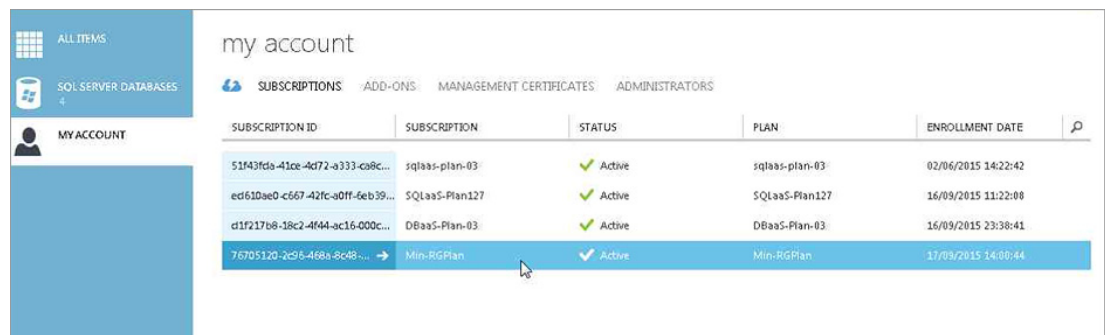 ALL ITEMS
SQL SERVER DATABASES
4
MY ACCOUNT
my account
SUBSCRIPTIONS ADD-ONS MANAGEMENT CERTIFICATES ADMINISTRATORS
SUBSCRIPTION ID SUBSCRIPTION STATUS PLAN ENROLLMENT DATE
51f43fda-41ce-4d72-a333-ca8c... sqlaas-plan-03 Active sqlaas-plan-03 02/06/2015 14:22:42
ed610ae0-c667-42fc-a0ff-6eb39... SQLaaS-Plan127 Active SQLaaS-Plan127 16/09/2015 11:22:08
d1f217b8-18c2-4f44-ac16-000c... DBaaS-Plan-03 Active DBaaS-Plan-03 16/09/2015 23:38:41
76705120-2c96-468a-8c48-... Min-RGPlan Active Min-RGPlan 17/09/2015 14:00:44